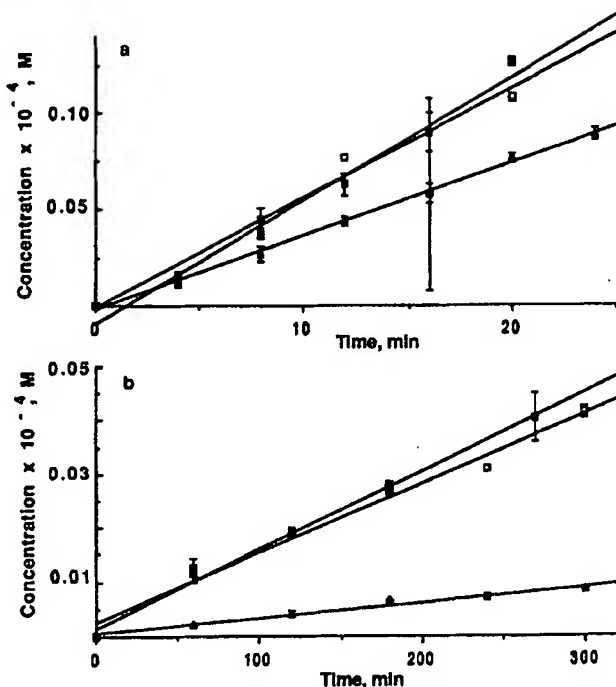 a
Concentration x 10⁻⁴, M
0.10
0.05
0
10
20
Time, min
b
Concentration x 10⁻⁴, M
0.05
0.03
0.01
0
100
200
300
Time, min